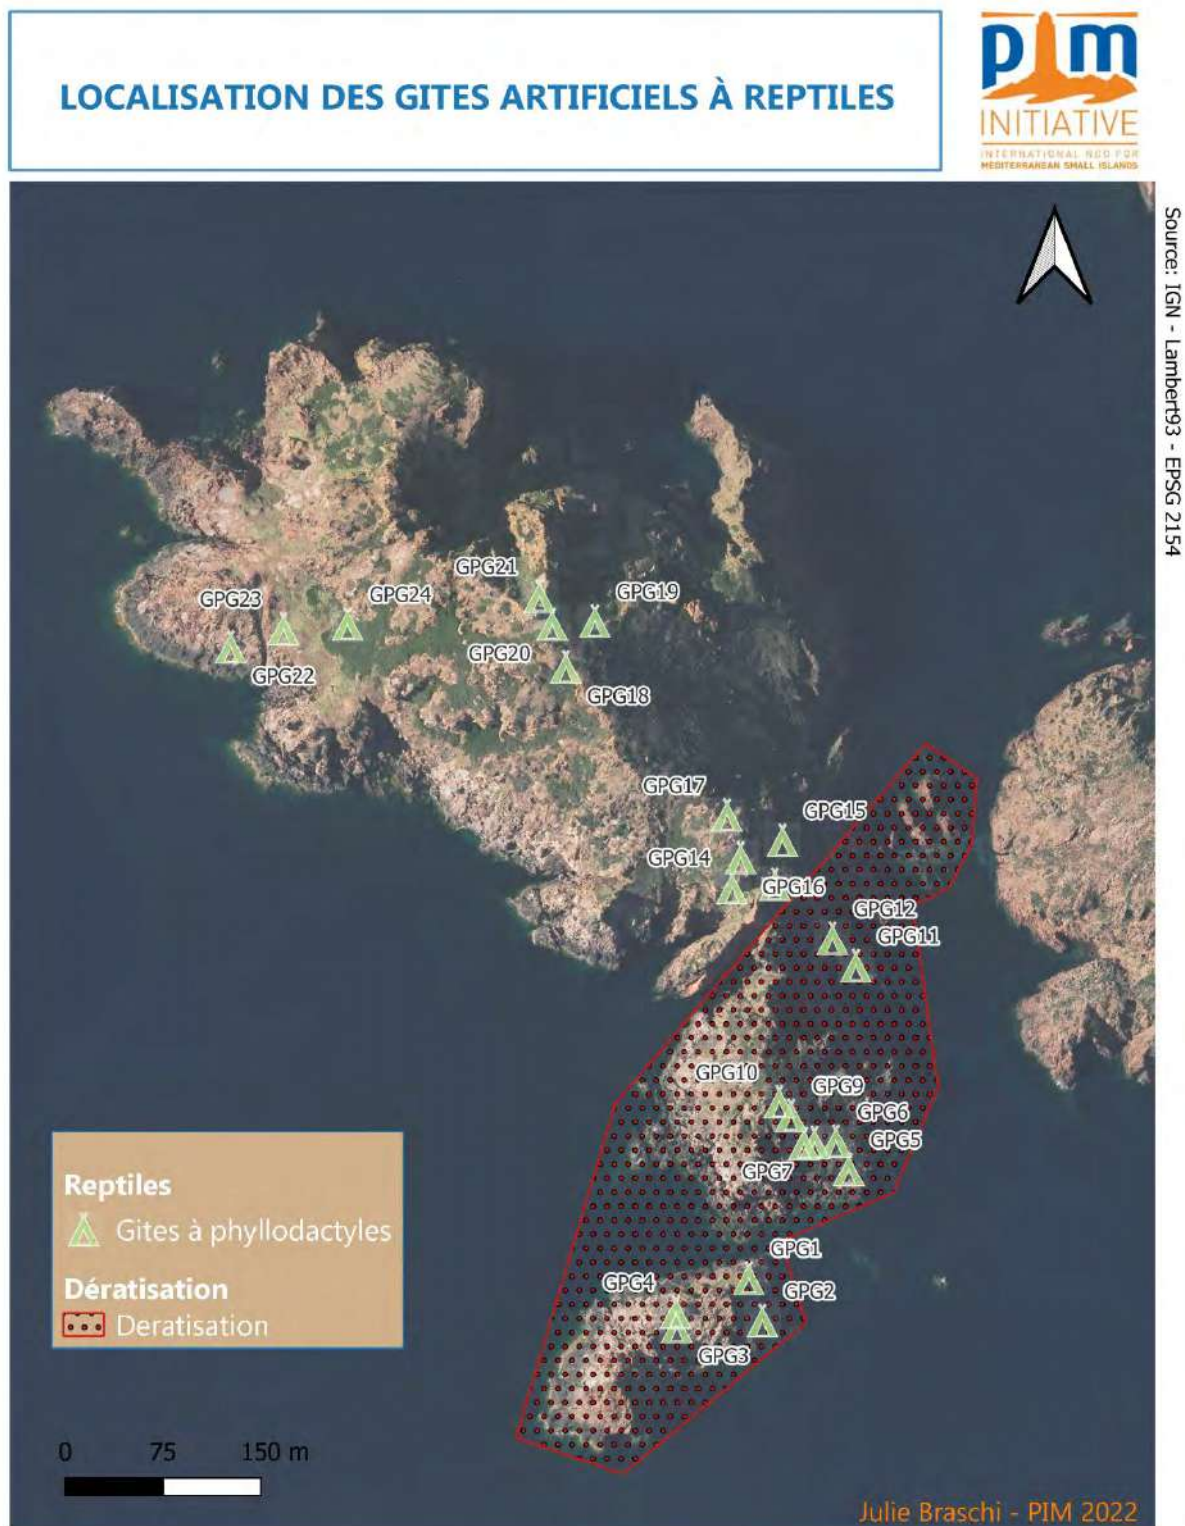 LOCALISATION DES GITES ARTIFICIELS À REPTILES
PIM
INITIATIVE
INTERNATIONAL NGO FOR
MEDITERRANEAN SMALL ISLANDS
Source: IGN - Lambert93 - EPSG 2154
GPG21
GPG23
GPG24
GPG19
GPG20
GPG22
GPG18
GPG17
GPG15
GPG14
GPG16
GPG12
GPG11
GPG10
GPG9
GPG6
GPG5
GPG7
GPG1
GPG4
GPG2
GPG3
Reptiles
Gites à phyllodactyles
Dératisation
Deratisation
0 75 150 m
Julie Braschi - PIM 2022